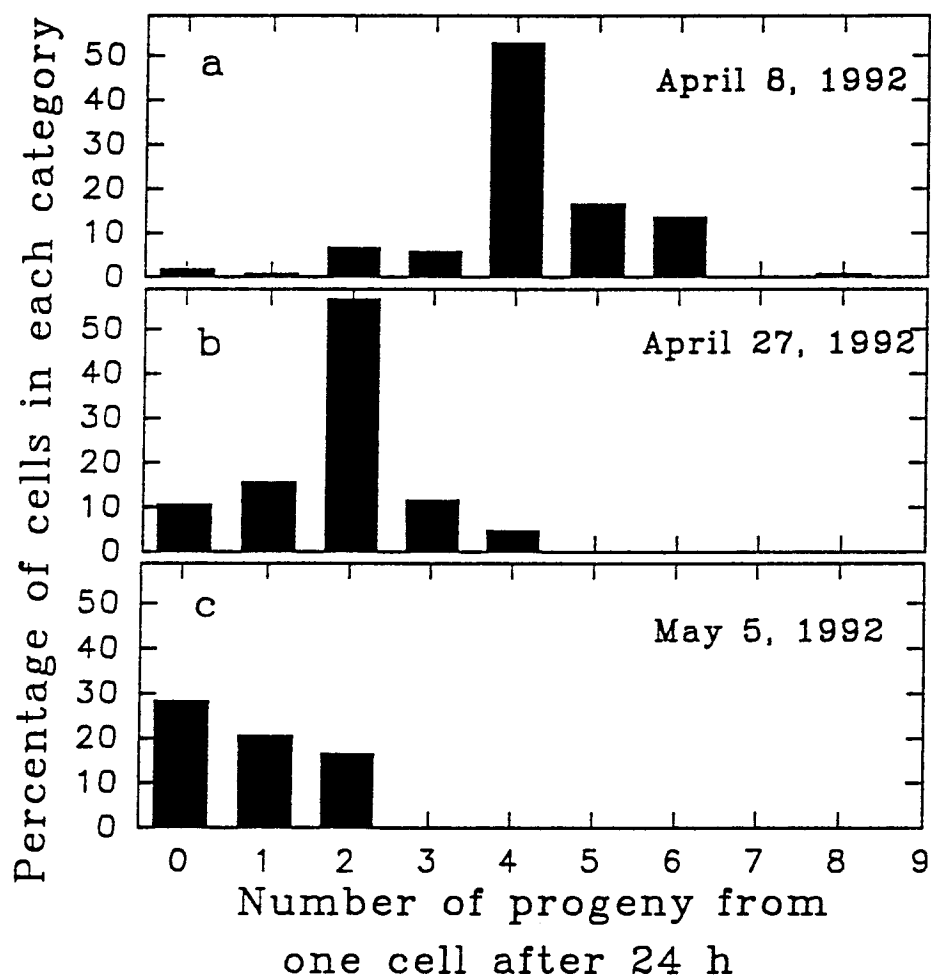 Percentage of cells in each category
a
April 8, 1992
50
40
30
20
10
0
b
April 27, 1992
50
40
30
20
10
0
c
May 5, 1992
50
40
30
20
10
0
0 1 2 3 4 5 6 7 8 9
Number of progeny from
one cell after 24 h